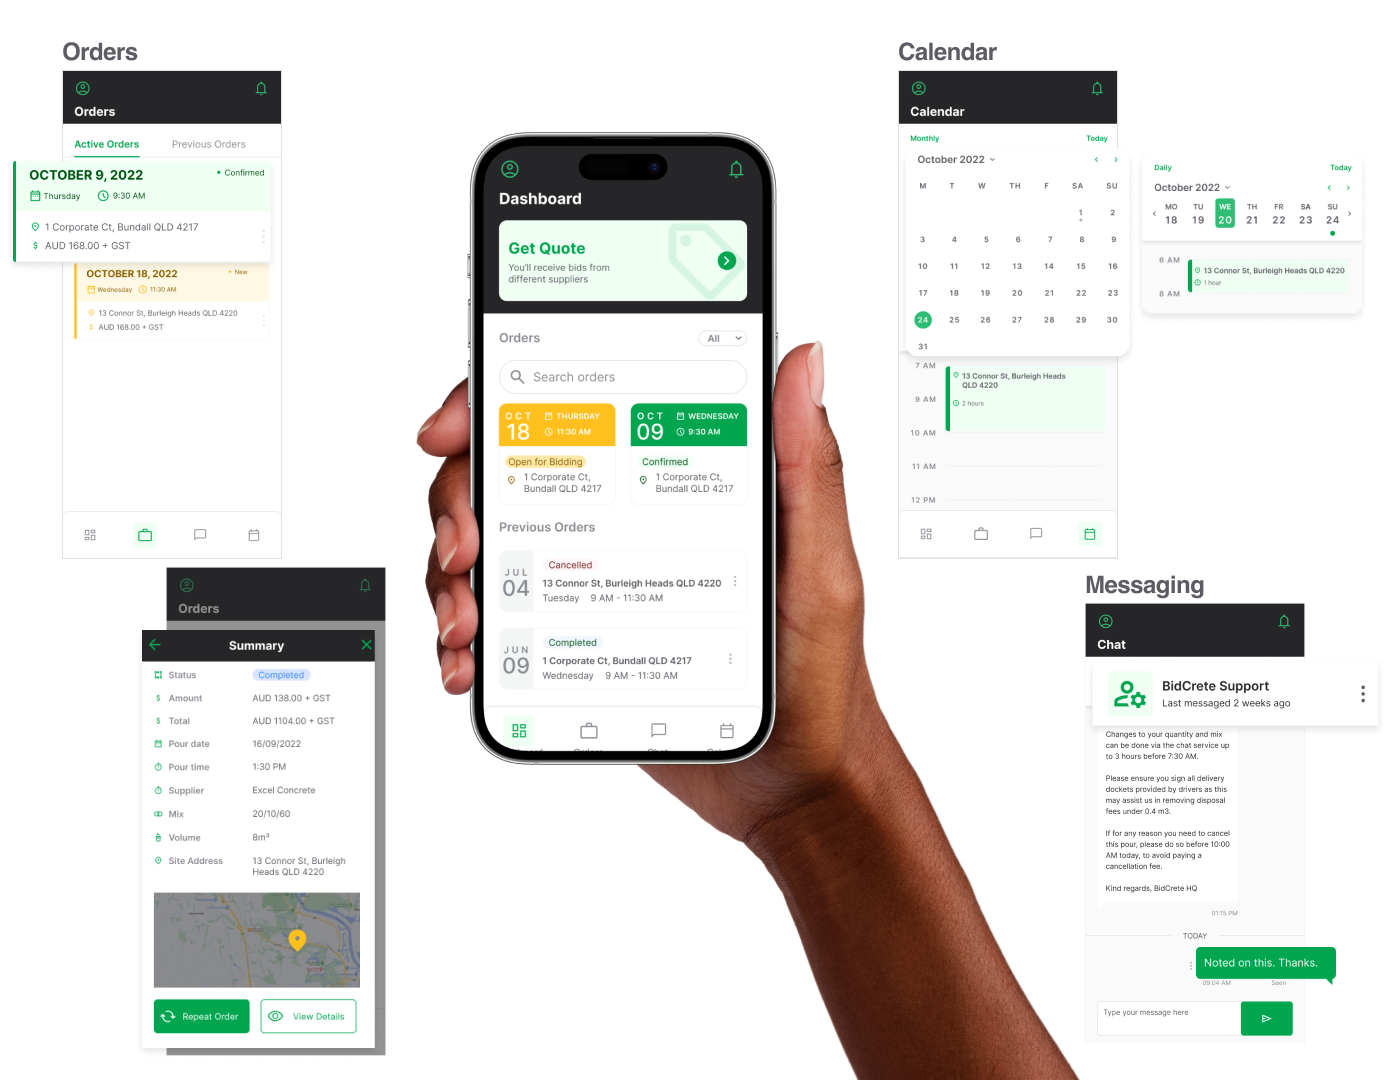 Orders
Orders
Active Orders
Previous Orders
OCTOBER 9, 2022
Confirmed
Thursday
9:30 AM
1 Corporate Ct, Bundall QLD 4217
$ AUD 168.00 + GST
OCTOBER 18, 2022
New
Wednesday
11:30 AM
13 Connor St, Burleigh Heads QLD 4220
$ AUD 168.00 + GST
Orders
Summary
Status
Completed
$ Amount
AUD 138.00 + GST
$ Total
AUD 1104.00 + GST
Pour date
16/09/2022
Pour time
1:30 PM
Supplier
Excel Concrete
Mix
20/10/60
Volume
8m³
Site Address
13 Connor St, Burleigh
Heads QLD 4220
Repeat Order
View Details
Dashboard
Get Quote
You'll receive bids from
different suppliers
Orders
All
Search orders
OCT
18
THURSDAY
11:30 AM
Open for Bidding
1 Corporate Ct,
Bundall QLD 4217
OCT
09
WEDNESDAY
9:30 AM
Confirmed
1 Corporate Ct,
Bundall QLD 4217
Previous Orders
JUL
04
Cancelled
13 Connor St, Burleigh Heads QLD 4220
Tuesday 9 AM - 11:30 AM
JUN
09
Completed
1 Corporate Ct, Bundall QLD 4217
Wednesday 9 AM - 11:30 AM
Calendar
Calendar
Monthly
Today
October 2022
M T W TH F SA SU
1 2
3 4 5 6 7 8 9
10 11 12 13 14 15 16
17 18 19 20 21 22 23
24 25 26 27 28 29 30
31
7 AM
13 Connor St, Burleigh Heads
QLD 4220
9 AM
2 hours
10 AM
11 AM
12 PM
Daily
Today
October 2022
MO TU WE TH FR SA SU
18 19 20 21 22 23 24
6 AM
13 Connor St, Burleigh Heads QLD 4220
1 hour
8 AM
Messaging
Chat
BidCrete Support
Last messaged 2 weeks ago
Changes to your quantity and mix
can be done via the chat service up
to 3 hours before 7:30 AM.
Please ensure you sign all delivery
dockets provided by drivers as this
may assist us in removing disposal
fees under 0.4 m3.
If for any reason you need to cancel
this pour, please do so before 10:00
AM today, to avoid paying a
cancellation fee.
Kind regards, BidCrete HQ
01:15 PM
TODAY
Noted on this. Thanks.
09:04 AM
Seen
Type your message here